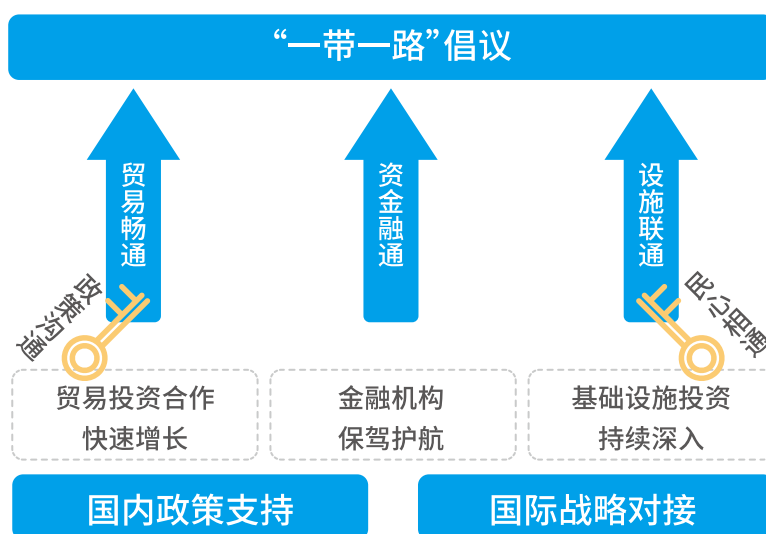 “一带一路”倡议
贸易畅通
资金融通
设施联通
政策沟通
民心相通
贸易投资合作
快速增长
金融机构
保驾护航
基础设施投资
持续深入
国内政策支持
国际战略对接